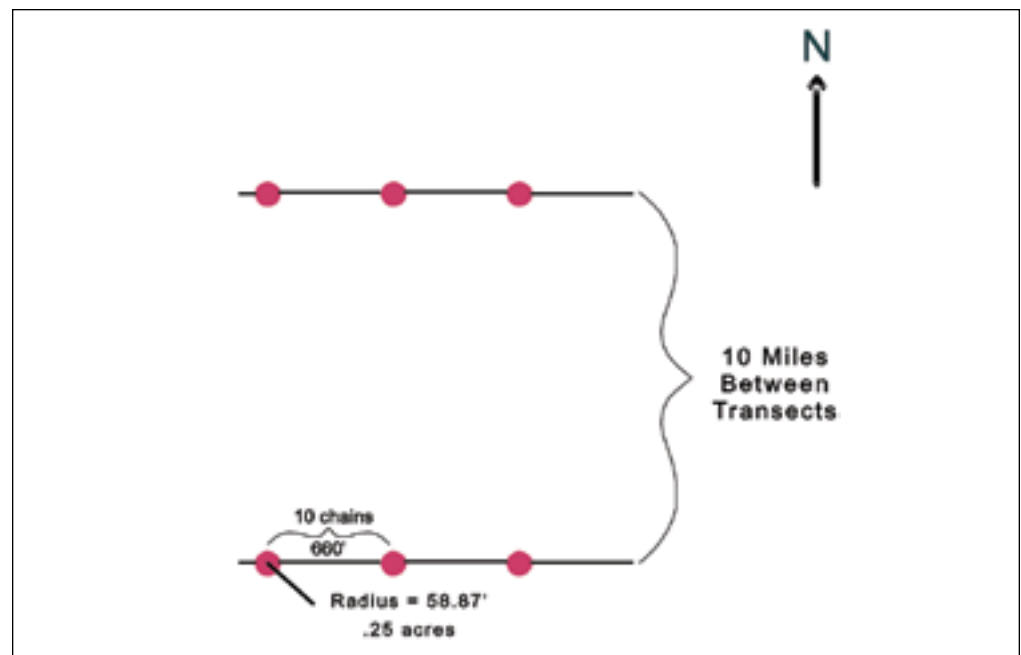 N
10 Miles
Between
Transects
10 chains
660'
Radius = 58.87'
.25 acres